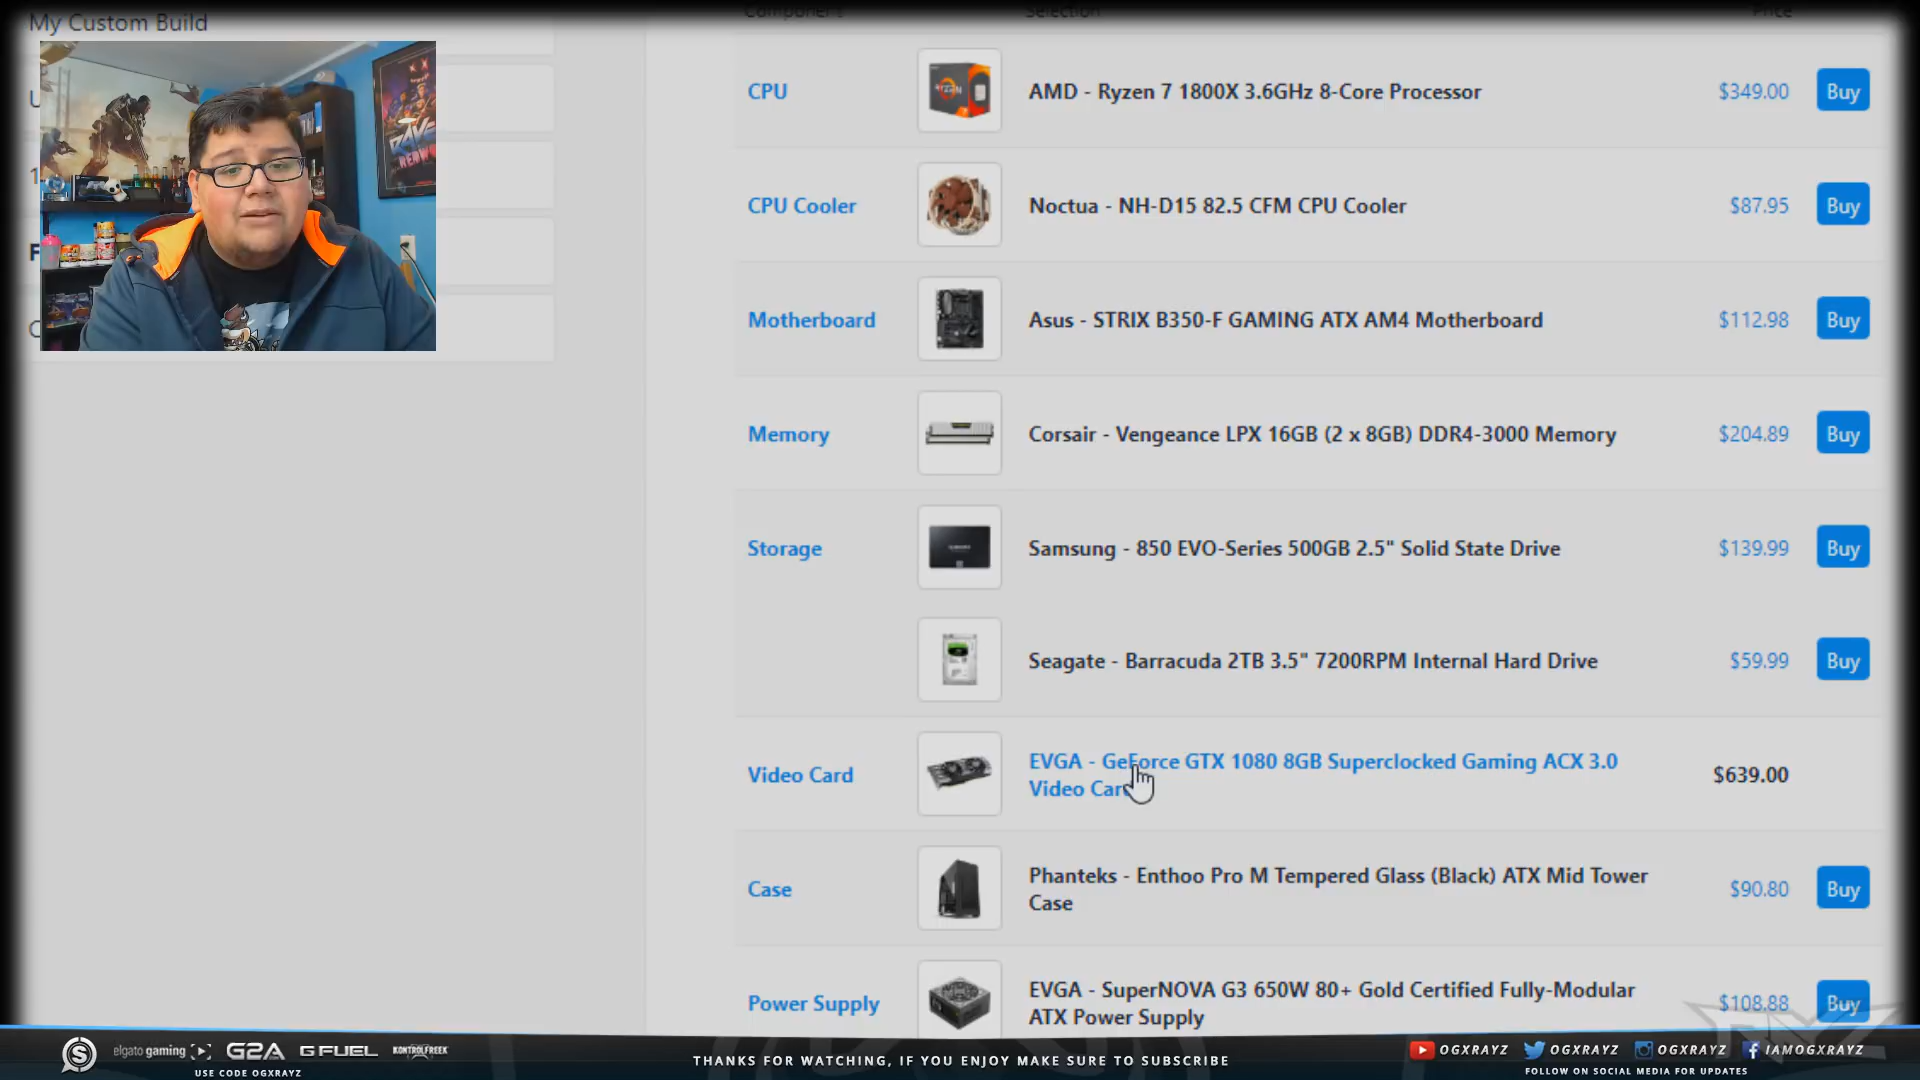 My Custom Build
Component
Selection
Price
CPU
AMD - Ryzen 7 1800X 3.6GHz 8-Core Processor
$349.00
Buy
CPU Cooler
Noctua - NH-D15 82.5 CFM CPU Cooler
$87.95
Buy
Motherboard
Asus - STRIX B350-F GAMING ATX AM4 Motherboard
$112.98
Buy
Memory
Corsair - Vengeance LPX 16GB (2 x 8GB) DDR4-3000 Memory
$204.89
Buy
Storage
Samsung - 850 EVO-Series 500GB 2.5" Solid State Drive
$139.99
Buy
Seagate - Barracuda 2TB 3.5" 7200RPM Internal Hard Drive
$59.99
Buy
Video Card
EVGA - GeForce GTX 1080 8GB Superclocked Gaming ACX 3.0
Video Card
$639.00
Case
Phanteks - Enthoo Pro M Tempered Glass (Black) ATX Mid Tower
Case
$90.80
Buy
Power Supply
EVGA - SuperNOVA G3 650W 80+ Gold Certified Fully-Modular
ATX Power Supply
$108.88
Buy
elgato gaming G2A G FUEL KONTROLFREEK
USE CODE OGXRAYZ
THANKS FOR WATCHING, IF YOU ENJOY MAKE SURE TO SUBSCRIBE
OGXRAYZ OGXRAYZ OGXRAYZ IAMOGXRAYZ
FOLLOW ON SOCIAL MEDIA FOR UPDATES